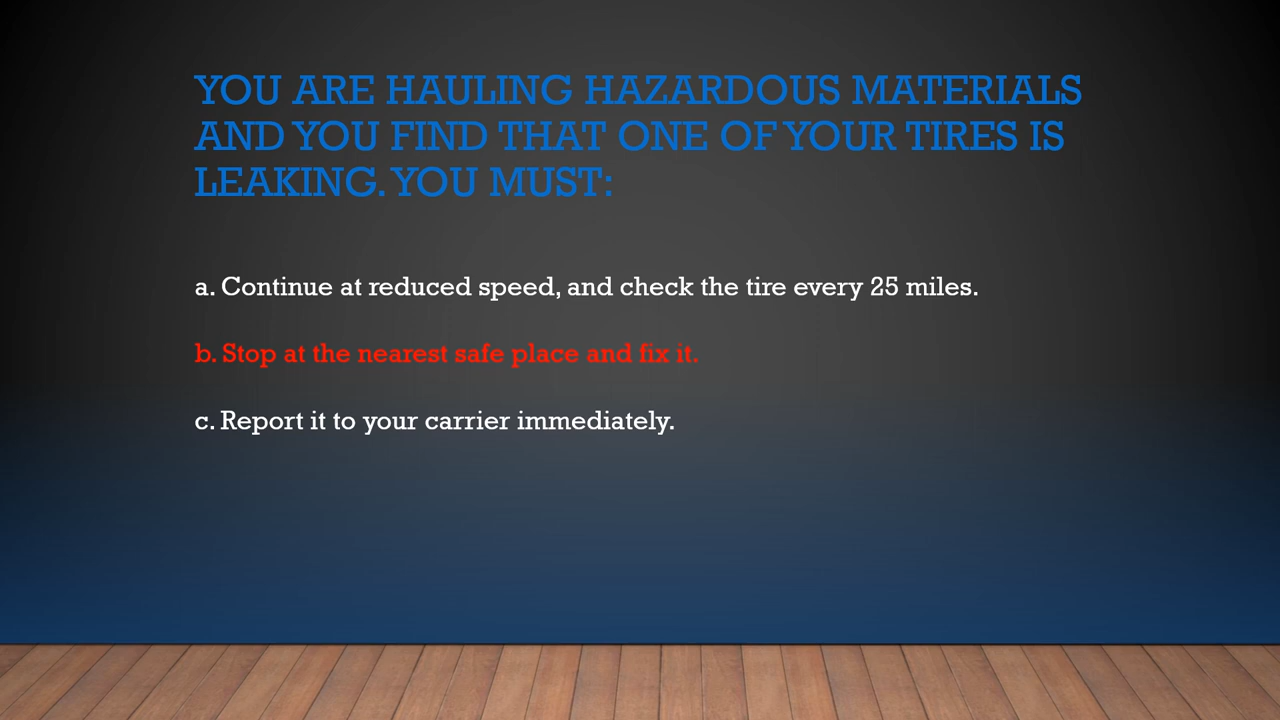 YOU ARE HAULING HAZARDOUS MATERIALS
AND YOU FIND THAT ONE OF YOUR TIRES IS
LEAKING. YOU MUST:
a. Continue at reduced speed, and check the tire every 25 miles.
b. Stop at the nearest safe place and fix it.
c. Report it to your carrier immediately.